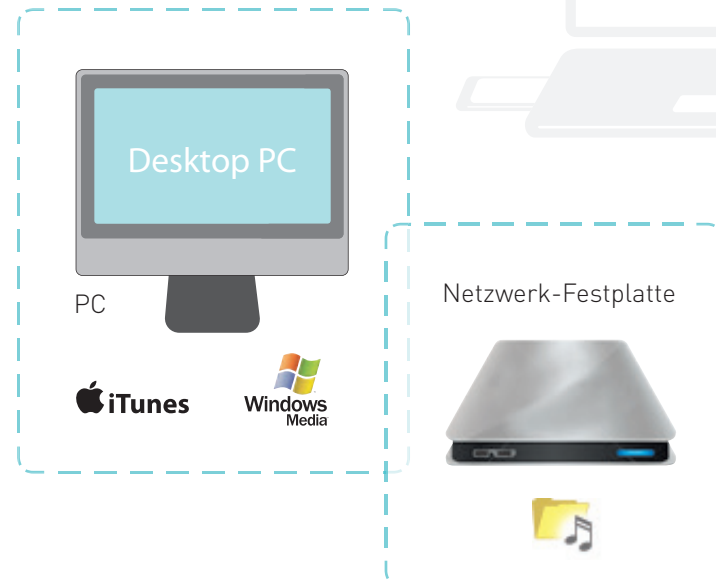 Desktop PC
PC
iTunes
Windows
Media
Netzwerk-Festplatte